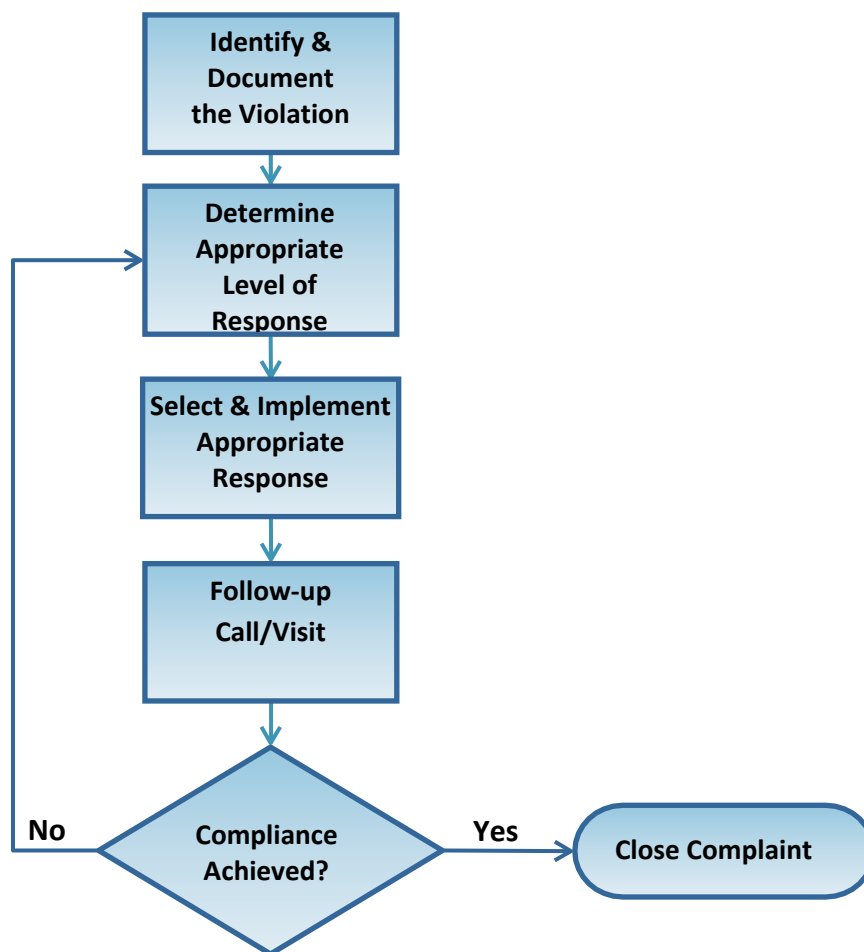 Identify &
Document
the Violation
Determine
Appropriate
Level of
Response
Select & Implement
Appropriate
Response
Follow-up
Call/Visit
No
Compliance
Achieved?
Yes
Close Complaint